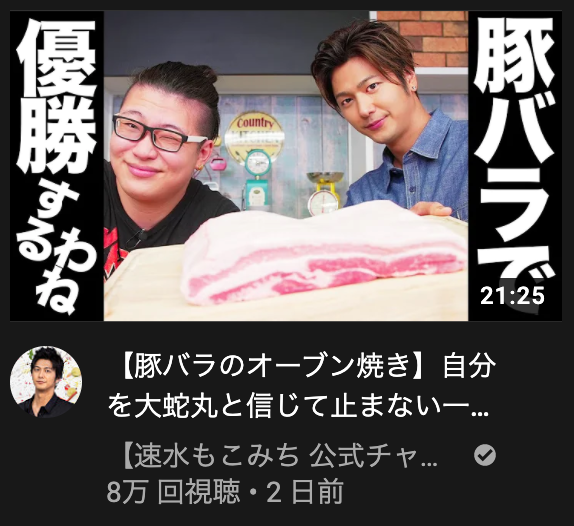 豚バラで
優勝するわね
Country
KITCHEN
21:25
【豚バラのオーブン焼き】自分
を大蛇丸と信じて止まない一...
【速水もこみち 公式チャ...
8万 回視聴・2 日前